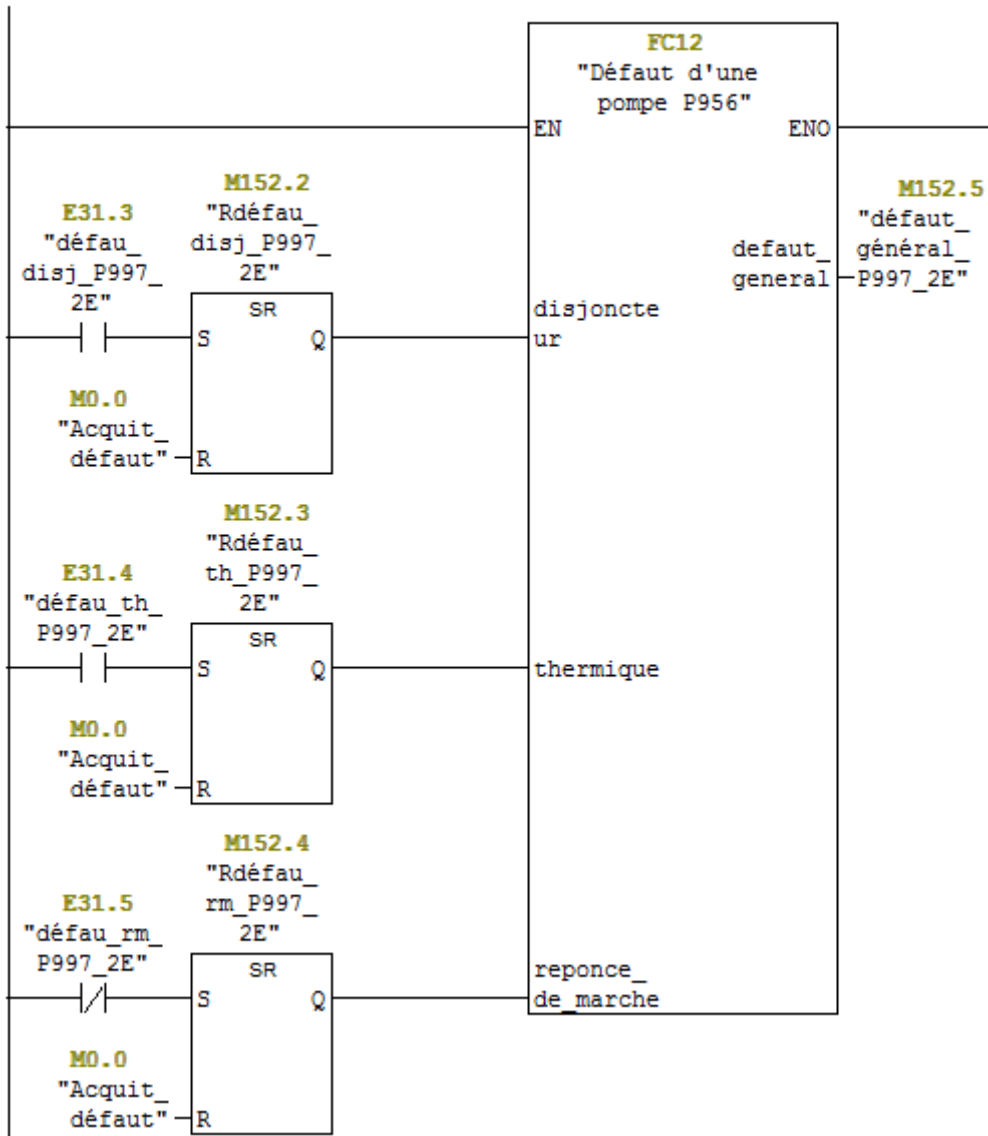 FC12
"Défaut d'une
pompe P956"
EN
ENO
M152.2
"Rdéfau_
disj_P997_
2E"
E31.3
"défau_
disj_P997_
2E"
SR
S
Q
M0.0
"Acquit_
défaut"
R
disjoncte
ur
M152.5
"défaut_
général_
P997_2E"
defaut_
general
M152.3
"Rdéfau_
th_P997_
2E"
E31.4
"défau_th_
P997_2E"
SR
S
Q
M0.0
"Acquit_
défaut"
R
thermique
M152.4
"Rdéfau_
rm_P997_
2E"
E31.5
"défau_rm_
P997_2E"
SR
S
Q
M0.0
"Acquit_
défaut"
R
reponce_
de_marche